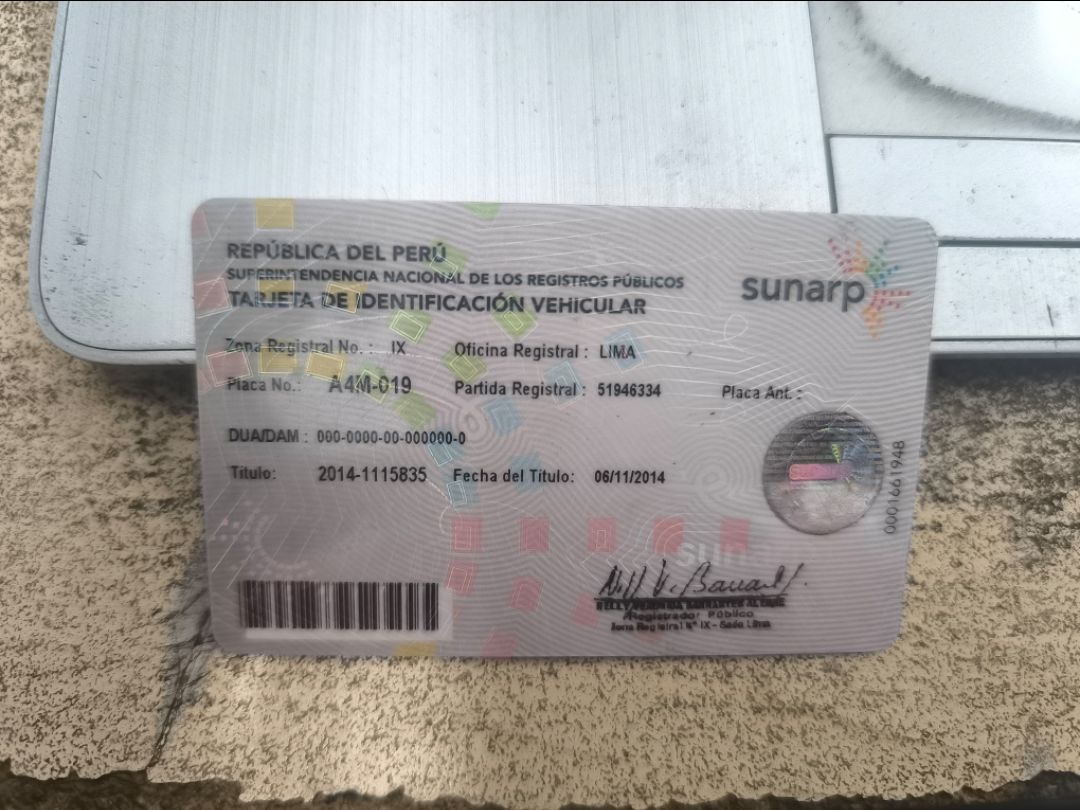 REPÚBLICA DEL PERÚ
SUPERINTENDENCIA NACIONAL DE LOS REGISTROS PÚBLICOS
TARJETA DE IDENTIFICACIÓN VEHICULAR
sunarp
Zona Registral No. : IX Oficina Registral : LIMA
Placa No.: A4M-019 Partida Registral : 51946334 Placa Ant. :
DUA/DAM : 000-0000-00-000000-0
Título: 2014-1115835 Fecha del Título: 06/11/2014
0001661948
Registrador Público
Zona Registral N° IX - Sede Lima